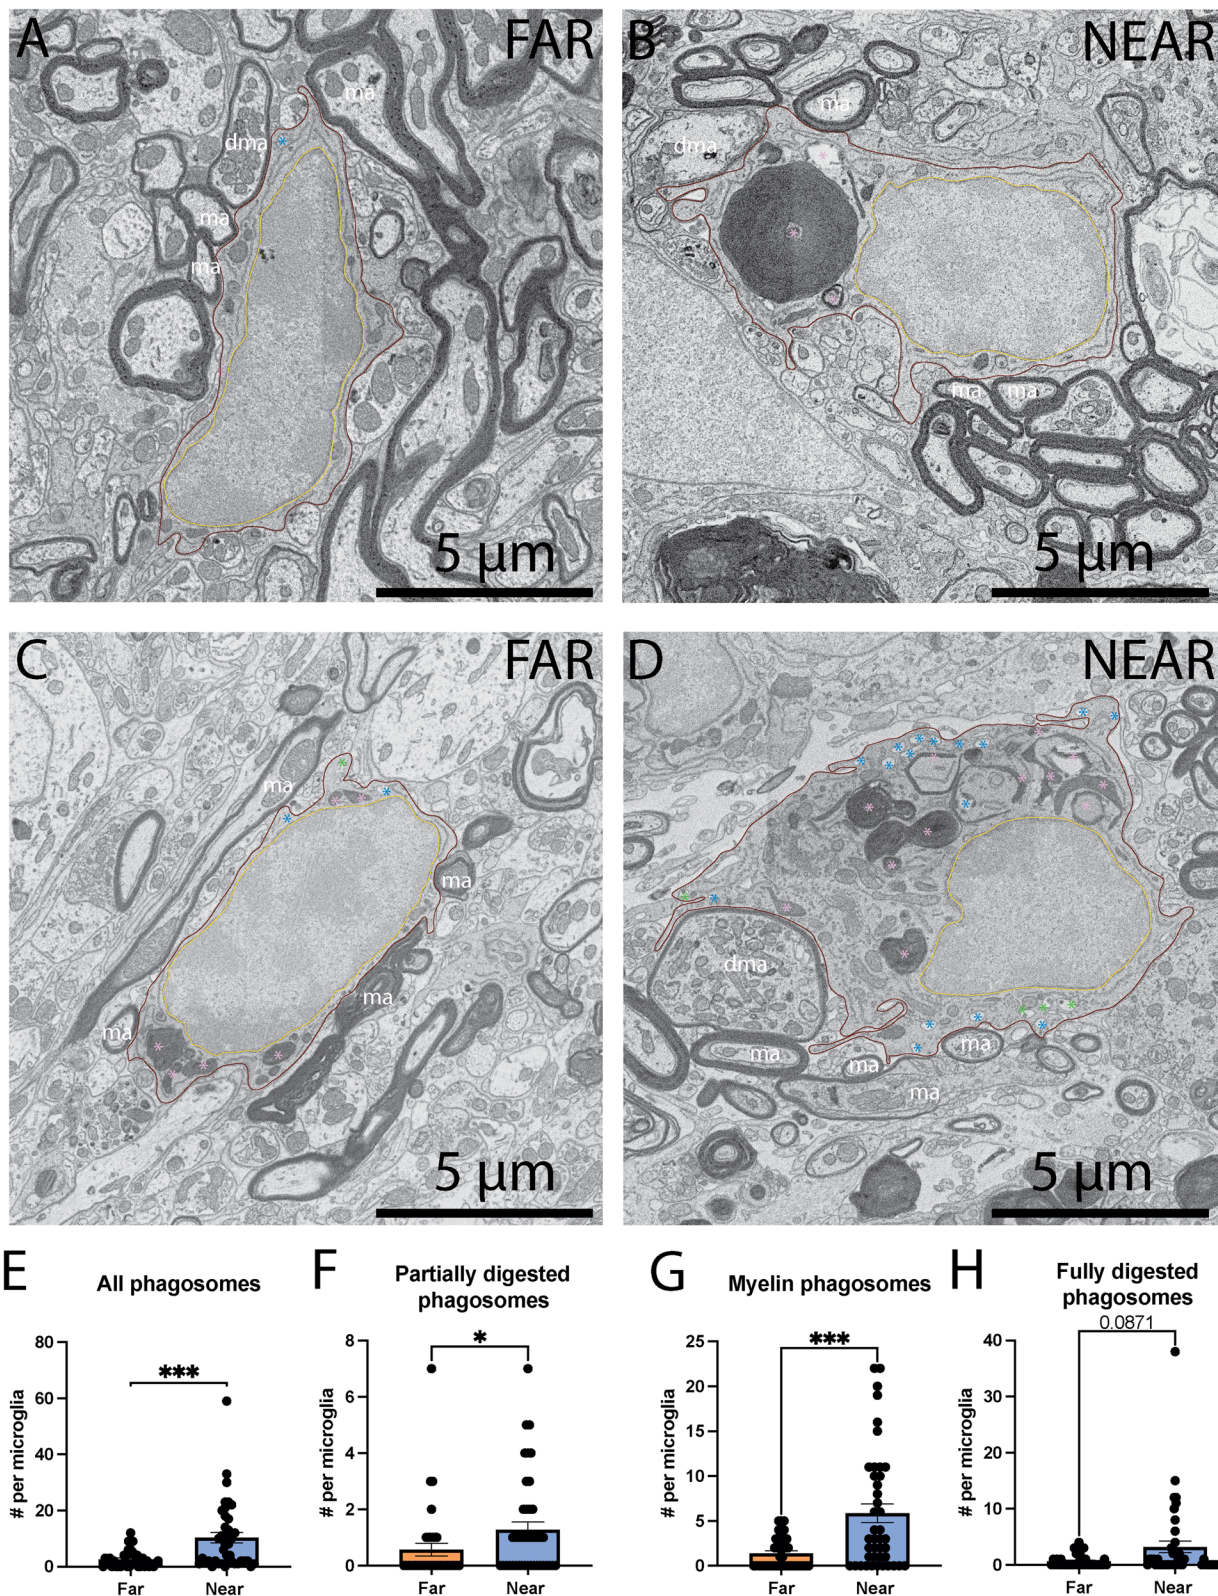 A FAR
ma
dma
ma
ma
5 µm
B NEAR
ma
dma
ma ma
5 µm
C FAR
ma
ma
ma
ma
5 µm
D NEAR
dma
ma
ma
ma
ma
5 µm
E All phagosomes
# per microglia
80
60
40
20
0
***
Far Near
F Partially digested
phagosomes
# per microglia
8
6
4
2
0
*
Far Near
G Myelin phagosomes
# per microglia
25
20
15
10
5
0
***
Far Near
H Fully digested
phagosomes
# per microglia
40
30
20
10
0
0.0871
Far Near